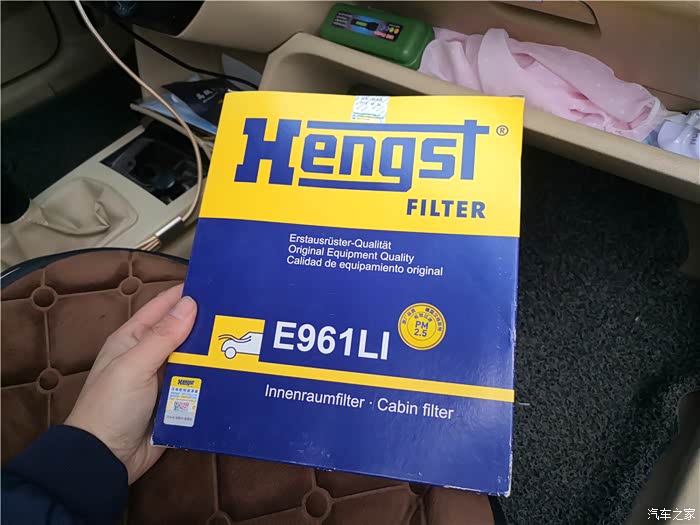 Hengst®
FILTER
Erstausrüster-Qualität
Original Equipment Quality
Calidad de equipamiento original
PM
2.5
E961LI
Innenraumfilter · Cabin filter
Hengst
汽车之家